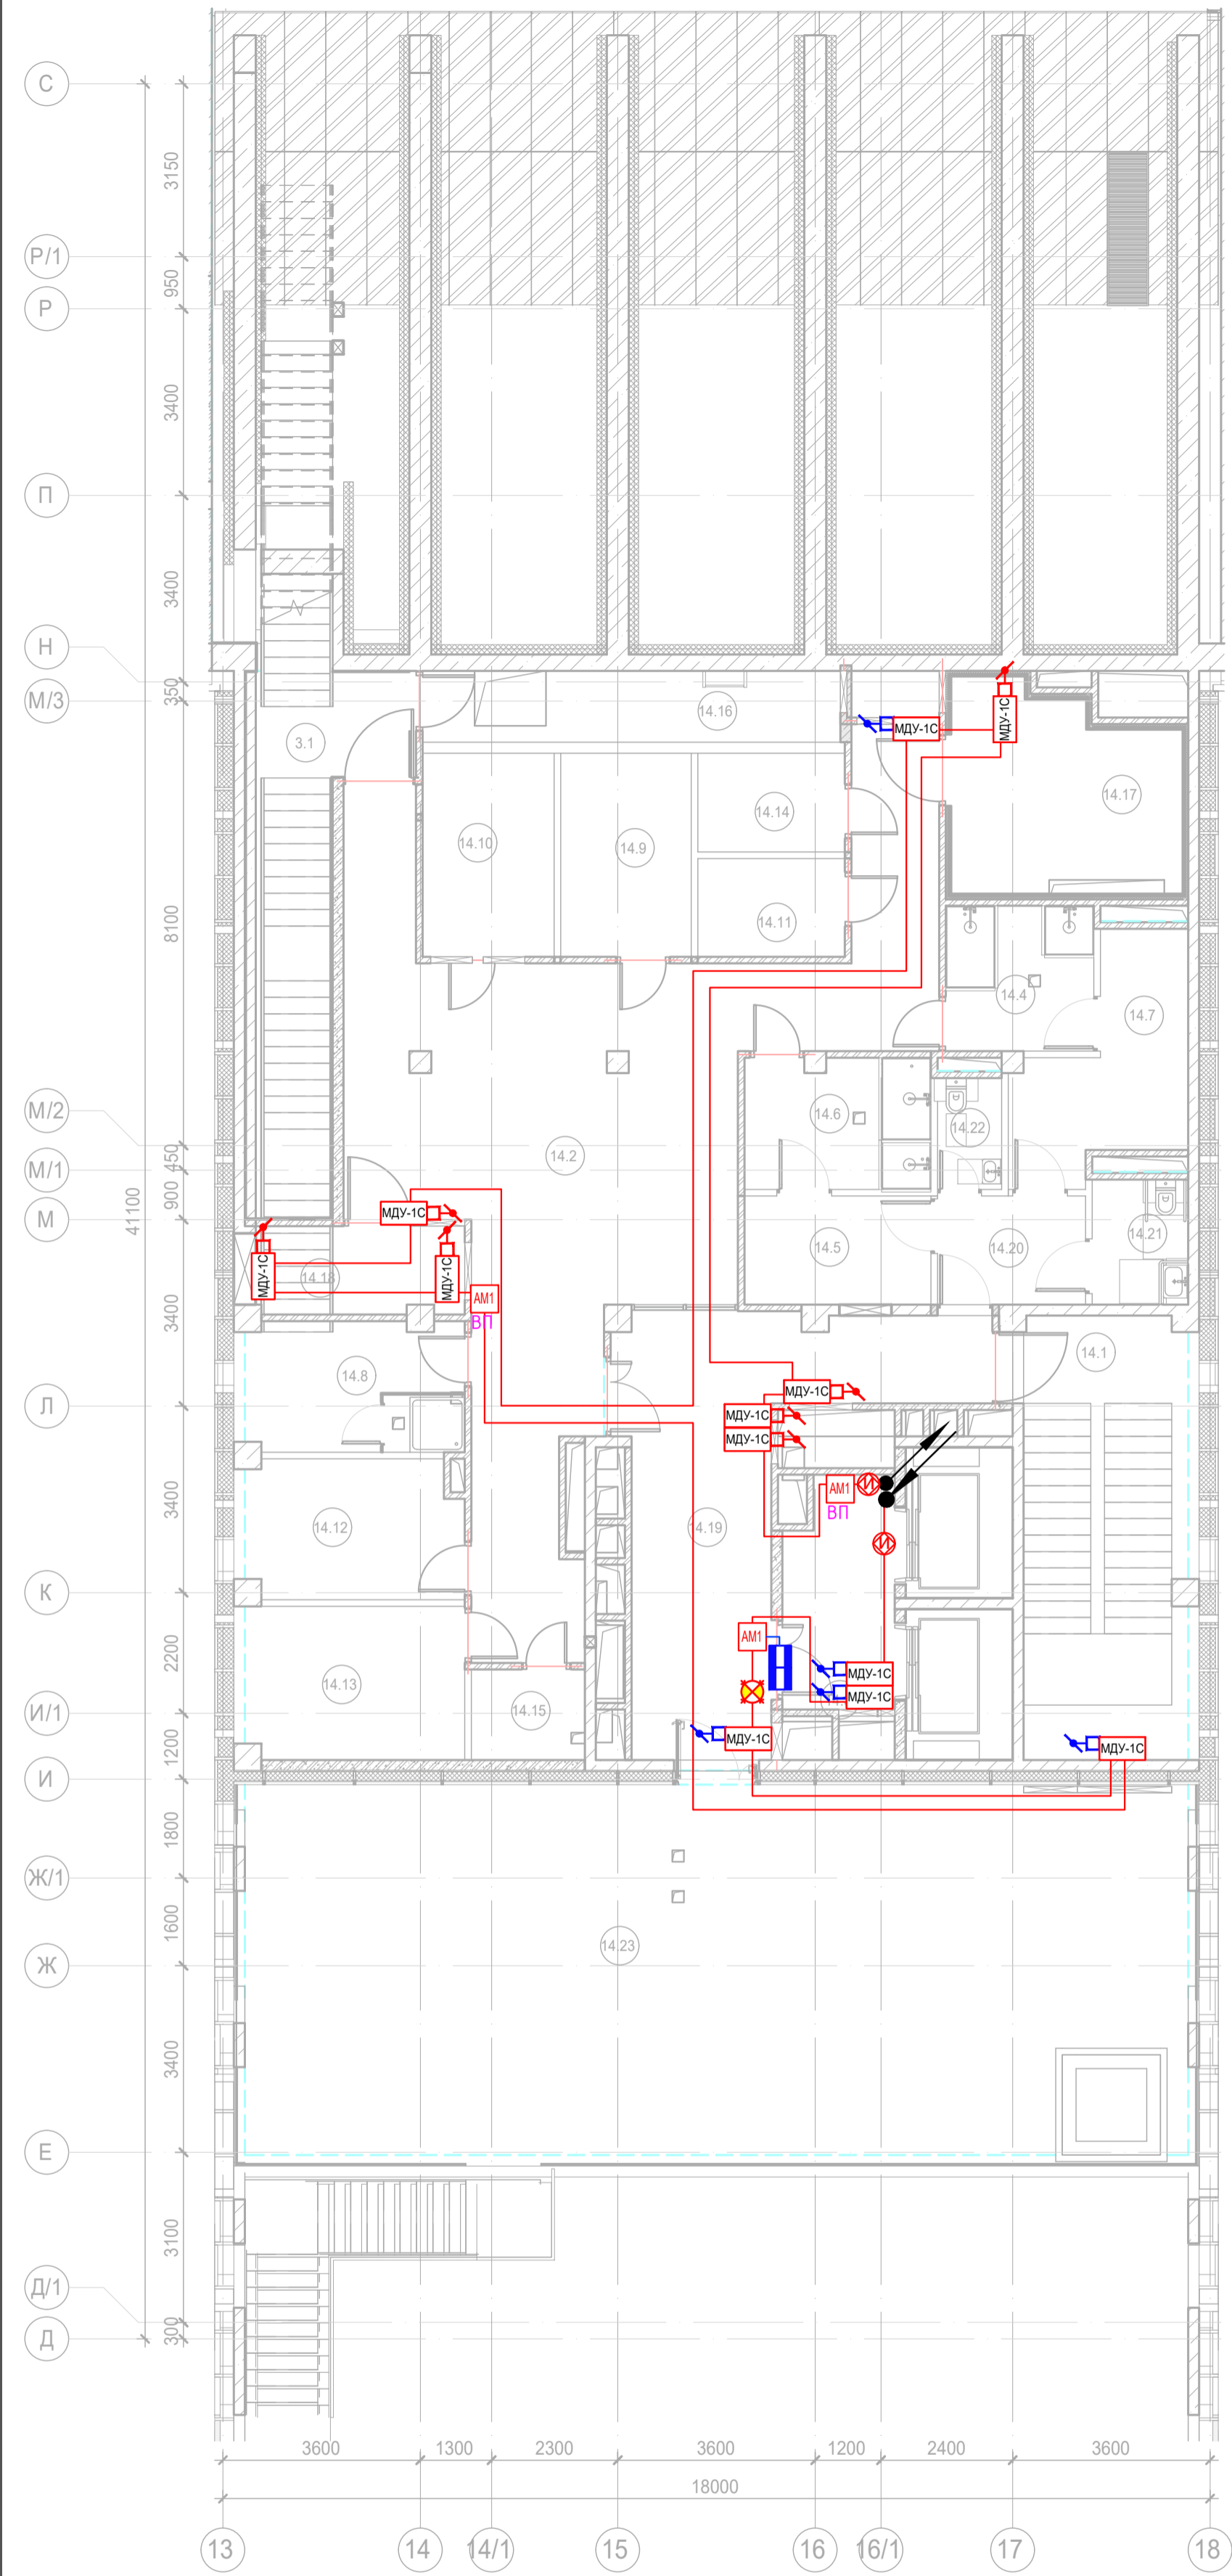 С
3150
Р/1
950
Р
3400
П
3400
Н
350
М/3
14.16
МДУ-1С
МДУ-1С
3.1
14.17
14.14
14.10
14.9
14.11
8100
14.4
14.7
М/2
14.6
14.22
14.2
450
М/1
900
М
41100
МДУ-1С
14.5
14.20
14.21
МДУ-1С
14.18
МДУ-1С
АМ1
ВП
3400
14.8
14.1
Л
МДУ-1С
МДУ-1С
МДУ-1С
3400
АМ1
ВП
14.12
14.19
К
2200
АМ1
14.13
МДУ-1С
МДУ-1С
И/1
14.15
1200
МДУ-1С
МДУ-1С
И
1800
Ж/1
1600
14.23
Ж
3400
Е
3100
Д/1
300
Д
3600
1300
2300
3600
1200
2400
3600
18000
13
14
14/1
15
16
16/1
17
18